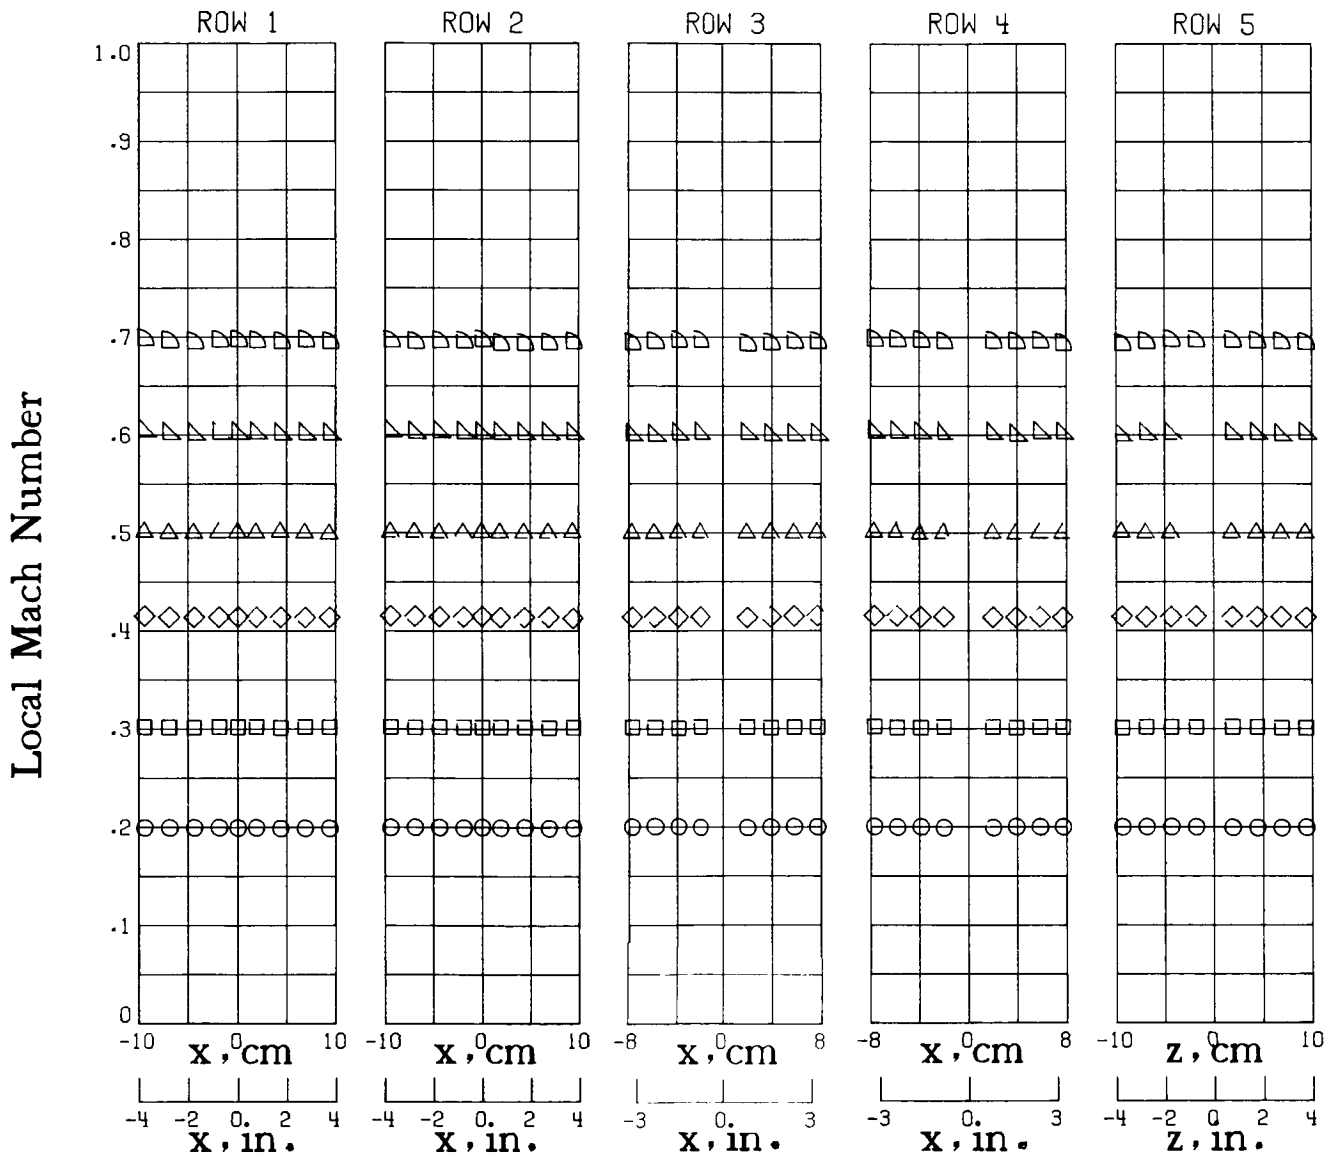 ROW 1 ROW 2 ROW 3 ROW 4 ROW 5
Local Mach Number
1.0
.9
.8
.7
.6
.5
.4
.3
.2
.1
0
-10 0 10 -10 0 10 -8 0 8 -8 0 8 -10 0 10
x, cm x, cm x, cm x, cm z, cm
-4 -2 0. 2 4 -4 -2 0. 2 4 -3 0. 3 -3 0. 3 -4 -2 0. 2 4
x, in. x, in. x, in. x, in. z, in.